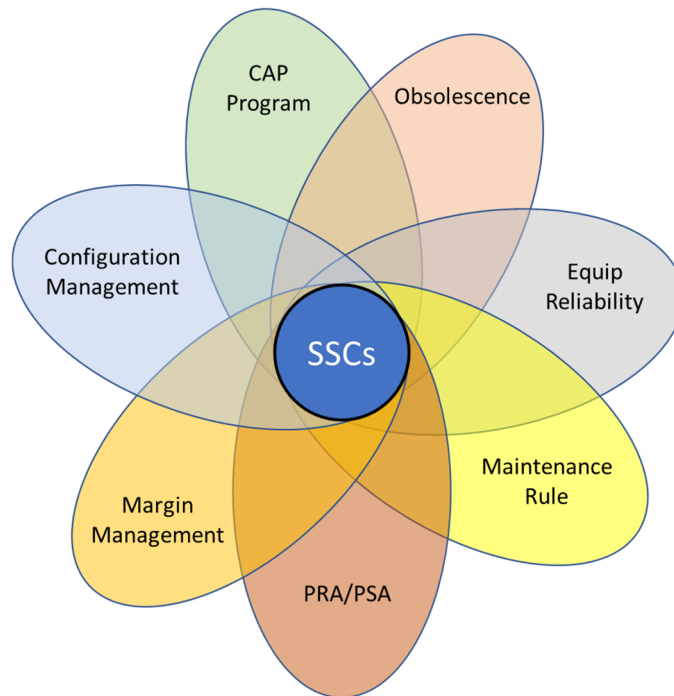 CAP
Program
Obsolescence
Configuration
Management
Equip
Reliability
SSCs
Maintenance
Rule
Margin
Management
PRA/PSA